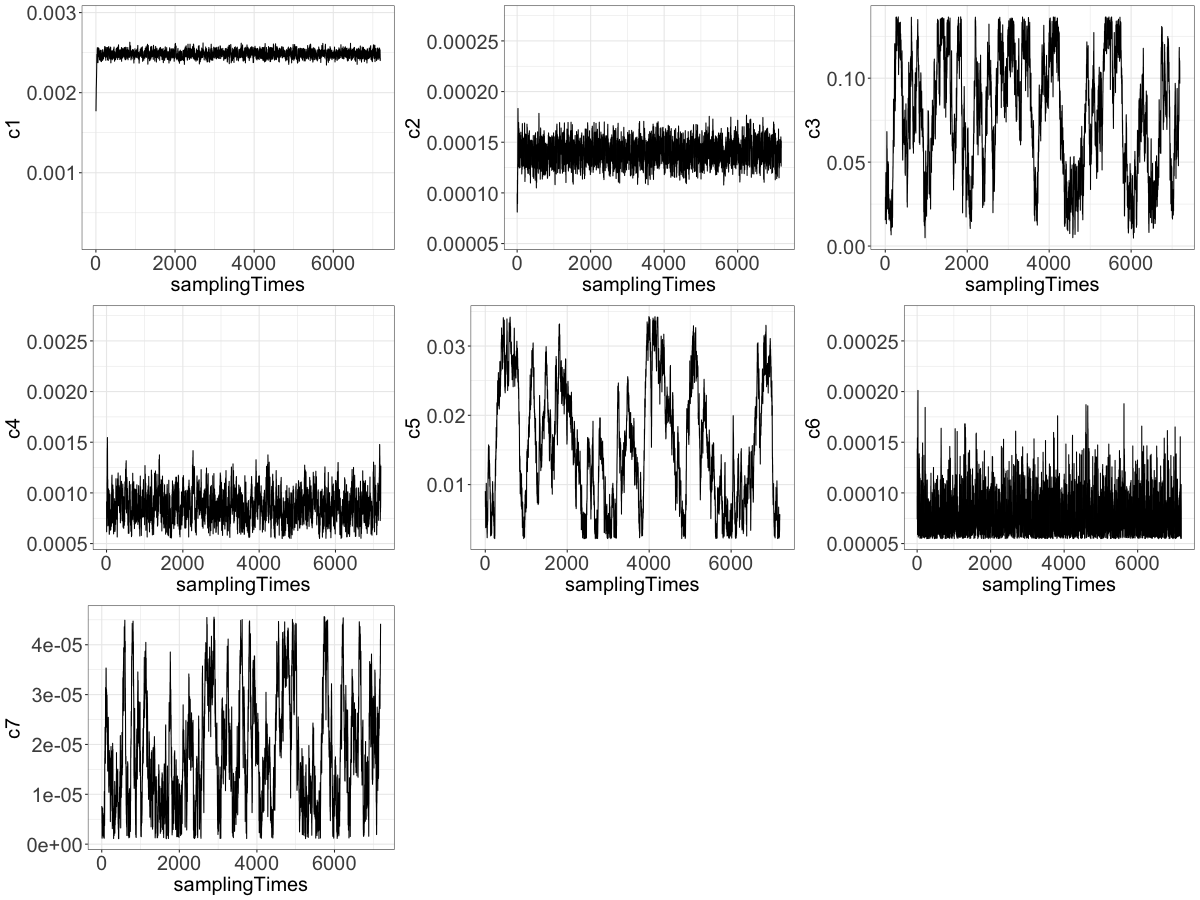 c1
0.003
0.002
0.001
0 2000 4000 6000
samplingTimes
c2
0.00025
0.00020
0.00015
0.00010
0.00005
0 2000 4000 6000
samplingTimes
c3
0.10
0.05
0.00
0 2000 4000 6000
samplingTimes
c4
0.0025
0.0020
0.0015
0.0010
0.0005
0 2000 4000 6000
samplingTimes
c5
0.03
0.02
0.01
0 2000 4000 6000
samplingTimes
c6
0.00025
0.00020
0.00015
0.00010
0.00005
0 2000 4000 6000
samplingTimes
c7
4e-05
3e-05
2e-05
1e-05
0e+00
0 2000 4000 6000
samplingTimes